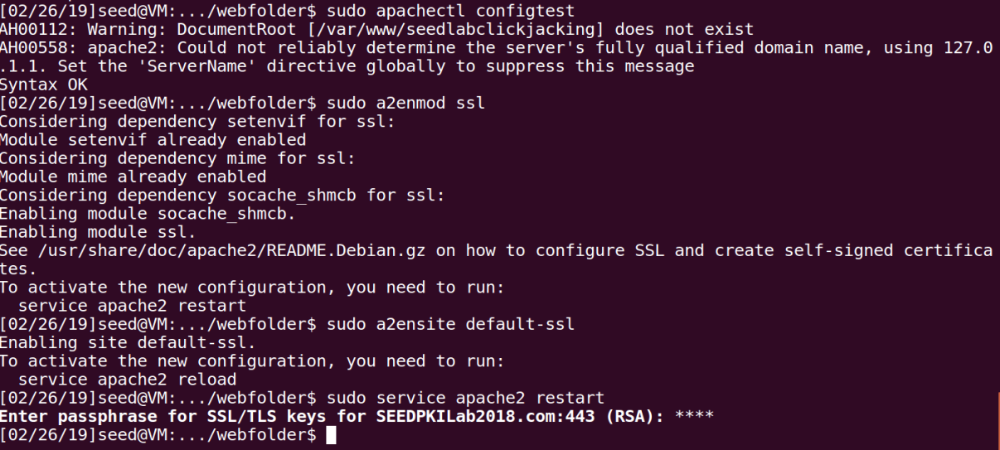 [02/26/19]seed@VM:.../webfolder$ sudo apachectl configtest
AH00112: Warning: DocumentRoot [/var/www/seedlabclickjacking] does not exist
AH00558: apache2: Could not reliably determine the server's fully qualified domain name, using 127.0
.1.1. Set the 'ServerName' directive globally to suppress this message
Syntax OK
[02/26/19]seed@VM:.../webfolder$ sudo a2enmod ssl
Considering dependency setenvif for ssl:
Module setenvif already enabled
Considering dependency mime for ssl:
Module mime already enabled
Considering dependency socache_shmcb for ssl:
Enabling module socache_shmcb.
Enabling module ssl.
See /usr/share/doc/apache2/README.Debian.gz on how to configure SSL and create self-signed certifica
tes.
To activate the new configuration, you need to run:
  service apache2 restart
[02/26/19]seed@VM:.../webfolder$ sudo a2ensite default-ssl
Enabling site default-ssl.
To activate the new configuration, you need to run:
  service apache2 reload
[02/26/19]seed@VM:.../webfolder$ sudo service apache2 restart
Enter passphrase for SSL/TLS keys for SEEDPKILab2018.com:443 (RSA): ****
[02/26/19]seed@VM:.../webfolder$